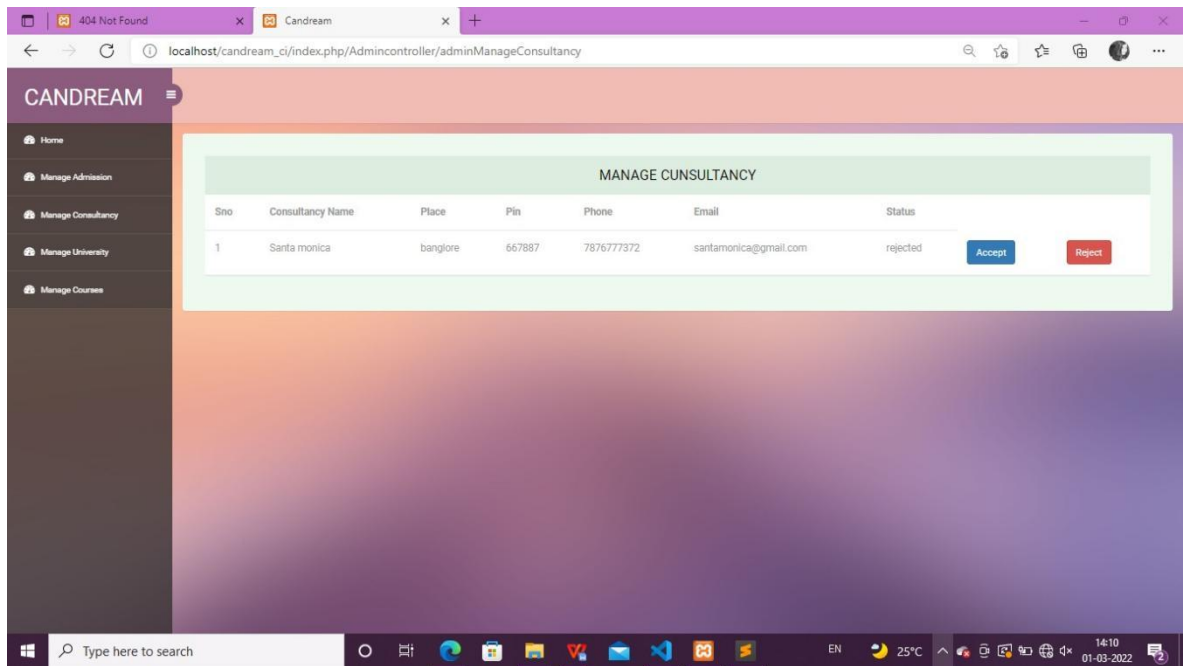 404 Not Found
Candream
localhost/candream_ci/index.php/Admincontroller/adminManageConsultancy
CANDREAM
Home
Manage Admission
Manage Consultancy
Manage University
Manage Courses
MANAGE CUNSULTANCY
Sno Consultancy Name Place Pin Phone Email Status
1 Santa monica banglore 667887 7876777372 santamonica@gmail.com rejected Accept Reject
Type here to search
EN
25°C
14:10
01-03-2022
2